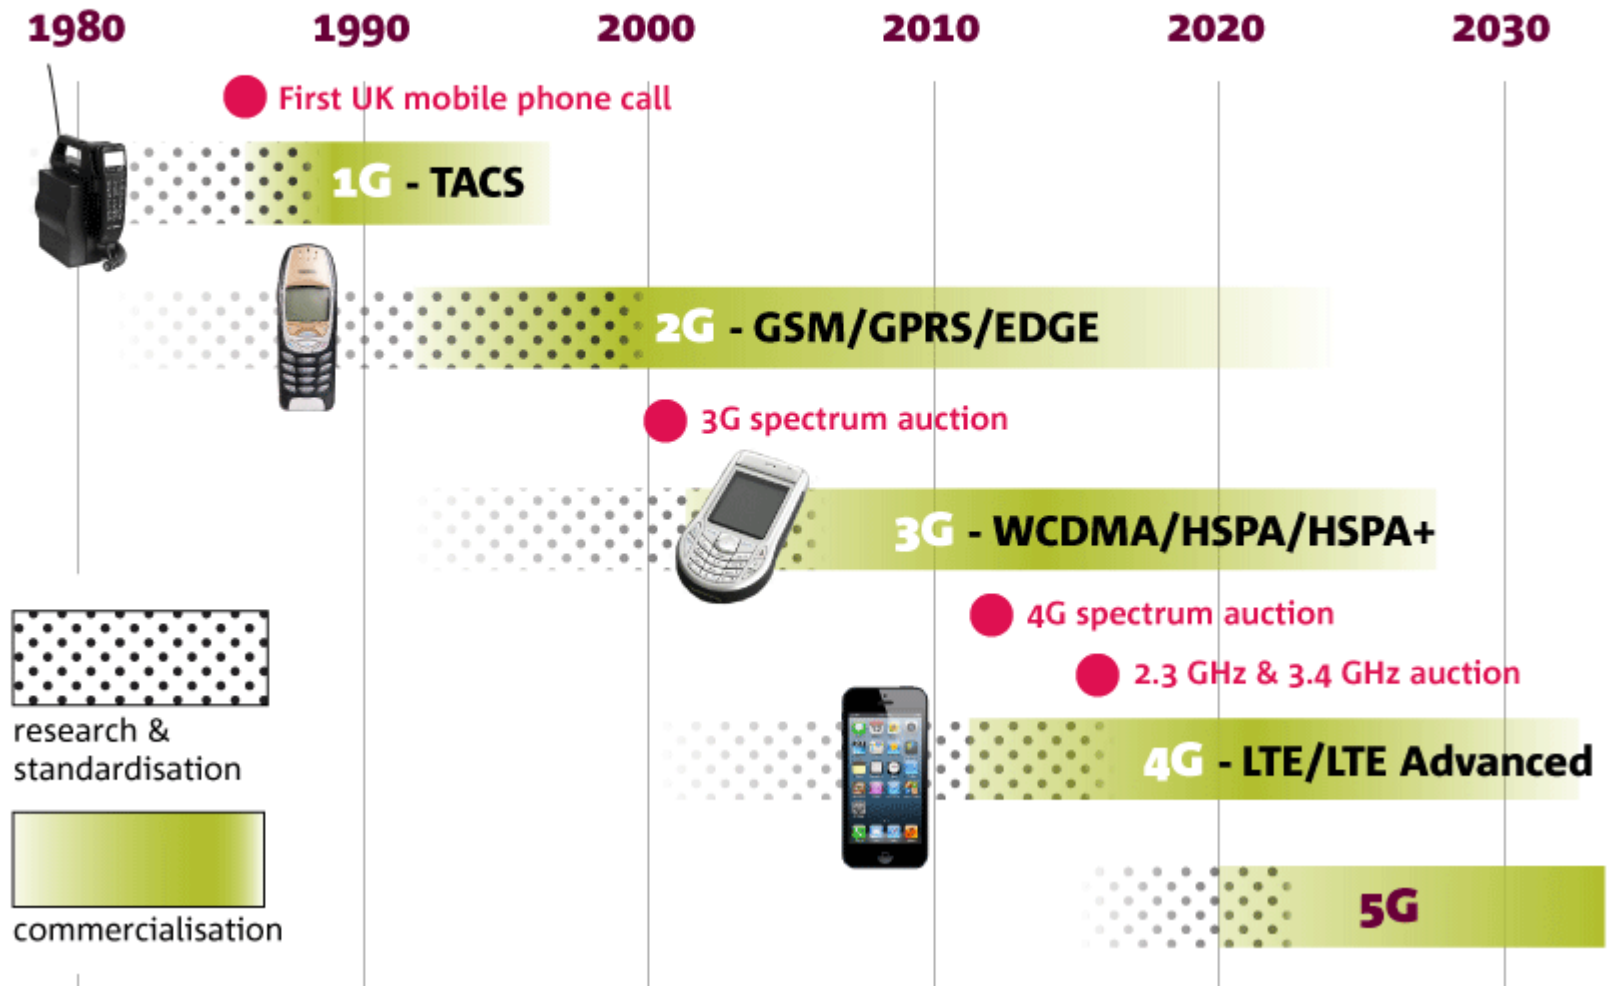 1980 1990 2000 2010 2020 2030
First UK mobile phone call
1G - TACS
2G - GSM/GPRS/EDGE
3G spectrum auction
3G - WCDMA/HSPA/HSPA+
4G spectrum auction
2.3 GHz & 3.4 GHz auction
research &
standardisation
4G - LTE/LTE Advanced
5G
commercialisation